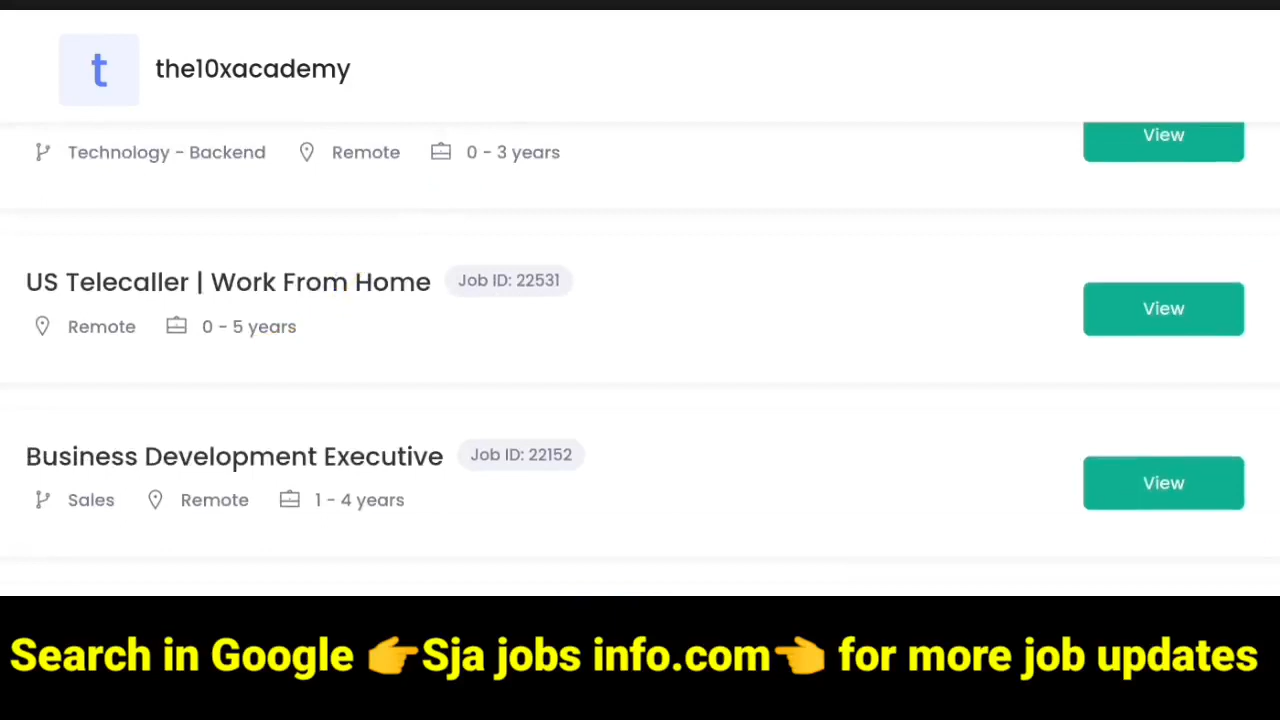 t the10xacademy
Technology - Backend Remote 0 - 3 years View
US Telecaller | Work From Home Job ID: 22531
Remote 0 - 5 years View
Business Development Executive Job ID: 22152
Sales Remote 1 - 4 years View
Search in Google 👉Sja jobs info.com👈 for more job updates